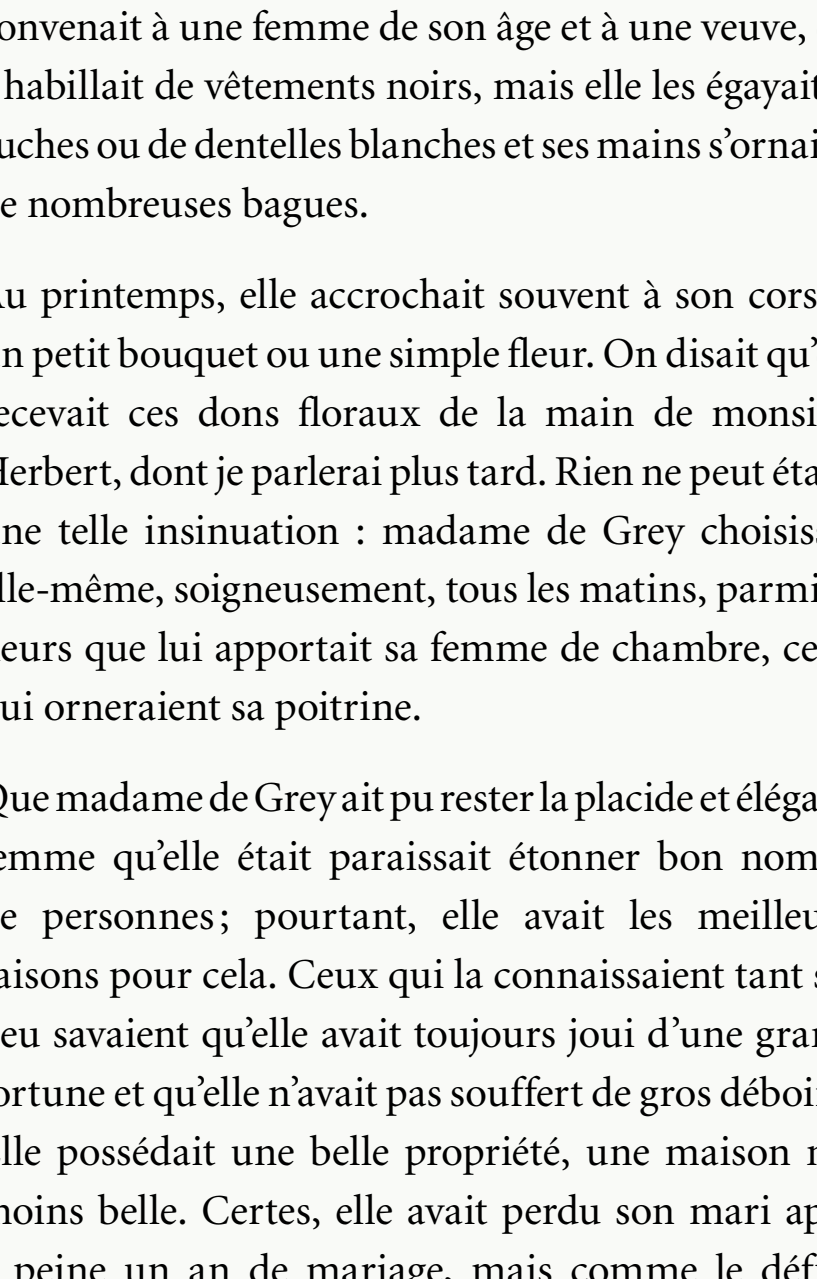 onvenait à une femme de son âge et à une veuve,
habillait de vêtements noirs, mais elle les égayait
uches ou de dentelles blanches et ses mains s’ornai
e nombreuses bagues.
Au printemps, elle accrochait souvent à son cors
n petit bouquet ou une simple fleur. On disait qu’
ecevait ces dons floraux de la main de monsi
Herbert, dont je parlerai plus tard. Rien ne peut éta
ne telle insinuation : madame de Grey choisiss
lle-même, soigneusement, tous les matins, parmi
eurs que lui apportait sa femme de chambre, ce
ui orneraient sa poitrine.
Que madame de Grey ait pu rester la placide et éléga
emme qu’elle était paraissait étonner bon nom
e personnes; pourtant, elle avait les meilleu
aisons pour cela. Ceux qui la connaissaient tant s
eu savaient qu’elle avait toujours joui d’une gran
ortune et qu’elle n’avait pas souffert de gros déboi
lle possédait une belle propriété, une maison n
moins belle. Certes, elle avait perdu son mari ap
peine un an de mariage, mais comme le déf